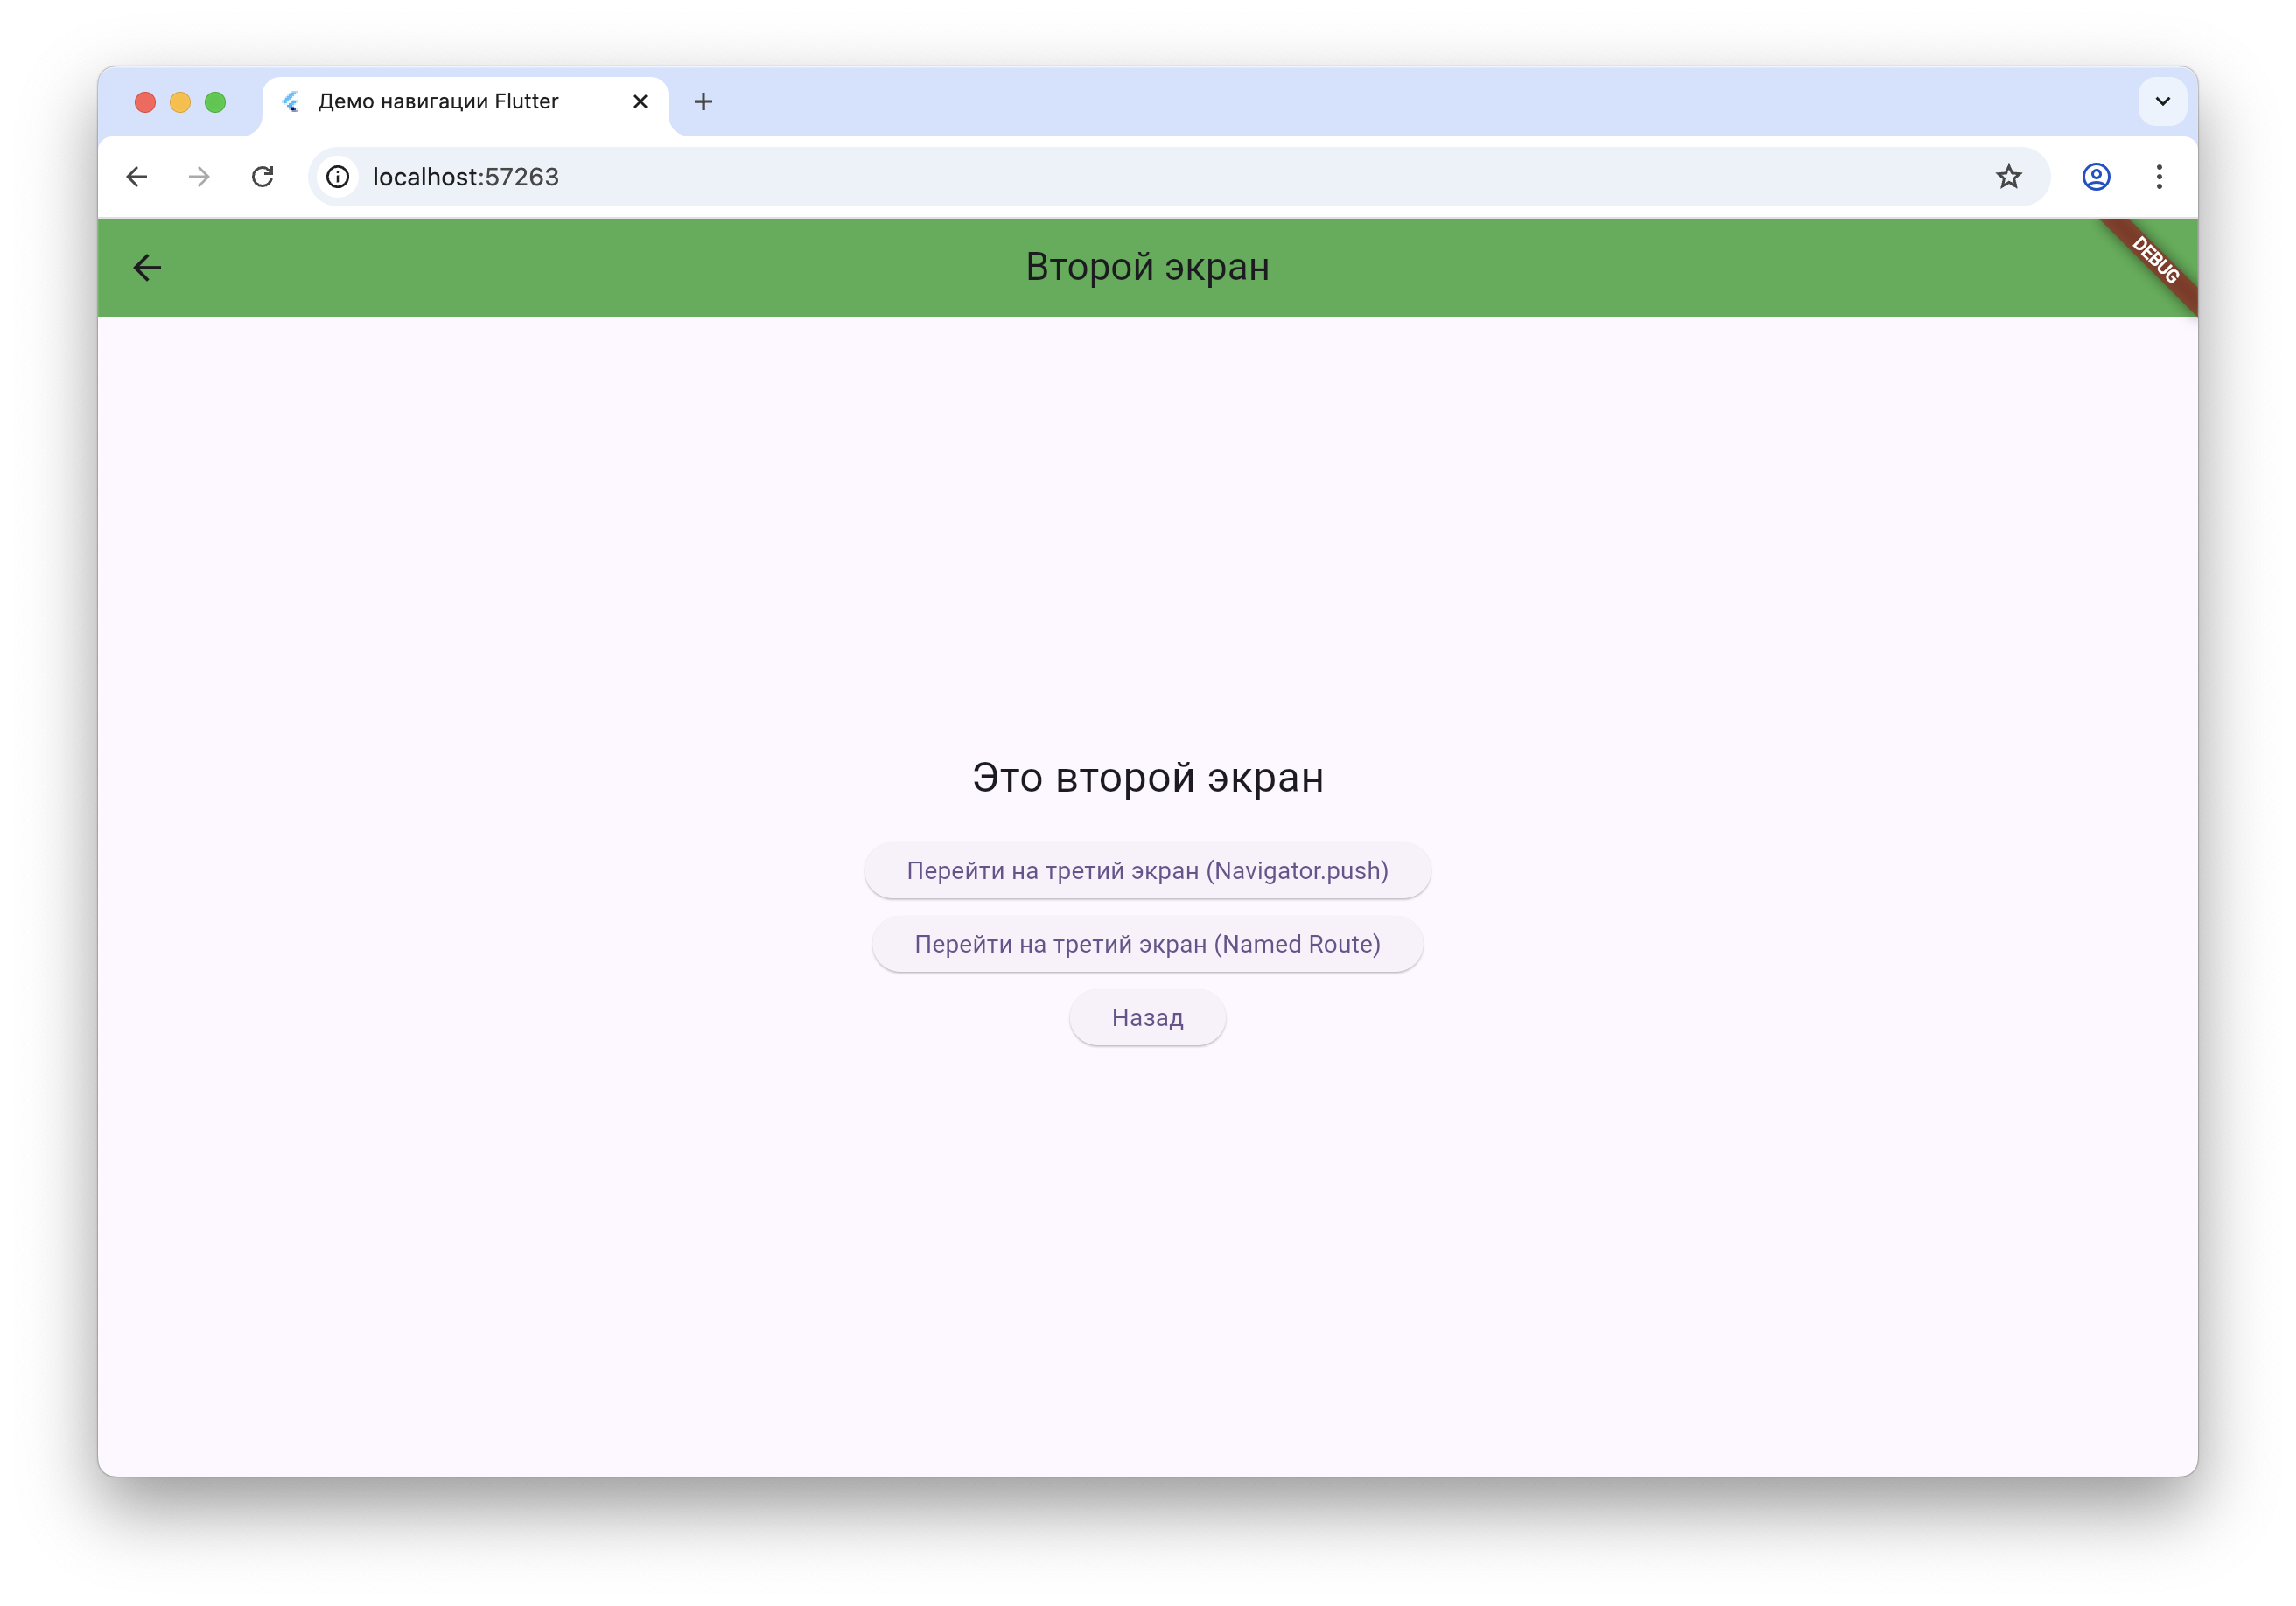 Демо навигации Flutter
localhost:57263
Второй экран
DEBUG
Это второй экран
Перейти на третий экран (Navigator.push)
Перейти на третий экран (Named Route)
Назад